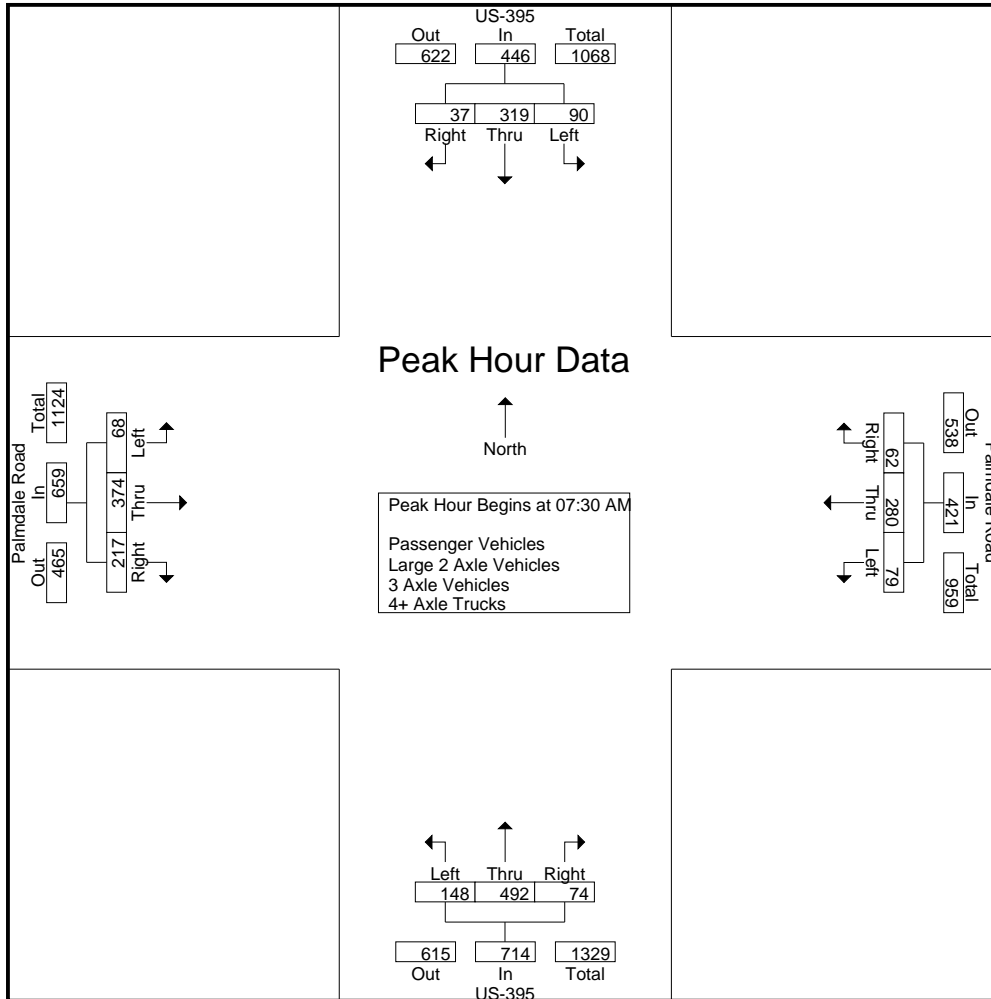 US-395
Out In Total
622 446 1068
37 319 90
Right Thru Left
Peak Hour Data
North
Peak Hour Begins at 07:30 AM
Passenger Vehicles
Large 2 Axle Vehicles
3 Axle Vehicles
4+ Axle Trucks
Palmdale Road
Out In Total
465 659 1124
Left Thru Right
68 374 217
Palmdale Road
Out In Total
538 421 959
Right Thru Left
62 280 79
Left Thru Right
148 492 74
615 714 1329
Out In Total
US-395